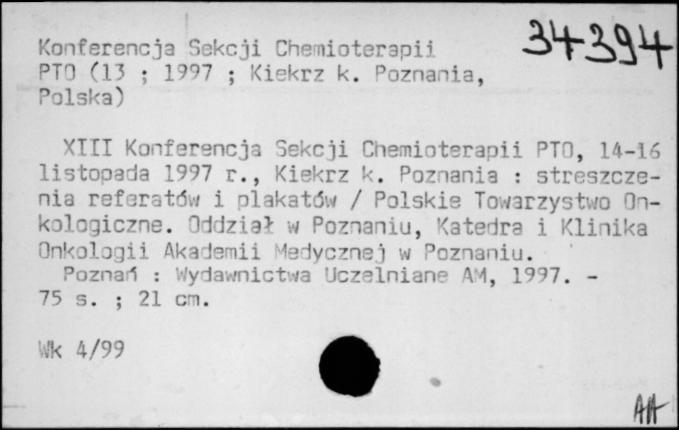 34394
Konferencja Sekcji Chemioterapii
PTO (13 ; 1997 ; Kiekrz k. Poznania,
Polska)
XIII Konferencja Sekcji Chemioterapii PTO, 14-16
listopada 1997 r., Kiekrz k. Poznania : streszcze-
nia referatów i plakatów / Polskie Towarzystwo On-
kologiczne. Oddział w Poznaniu, Katedra i Klinika
Onkologii Akademii Medycznej w Poznaniu.
Poznań : Wydawnictwa Uczelniane AM, 1997. -
75 s. ; 21 cm.
Wk 4/99
AA